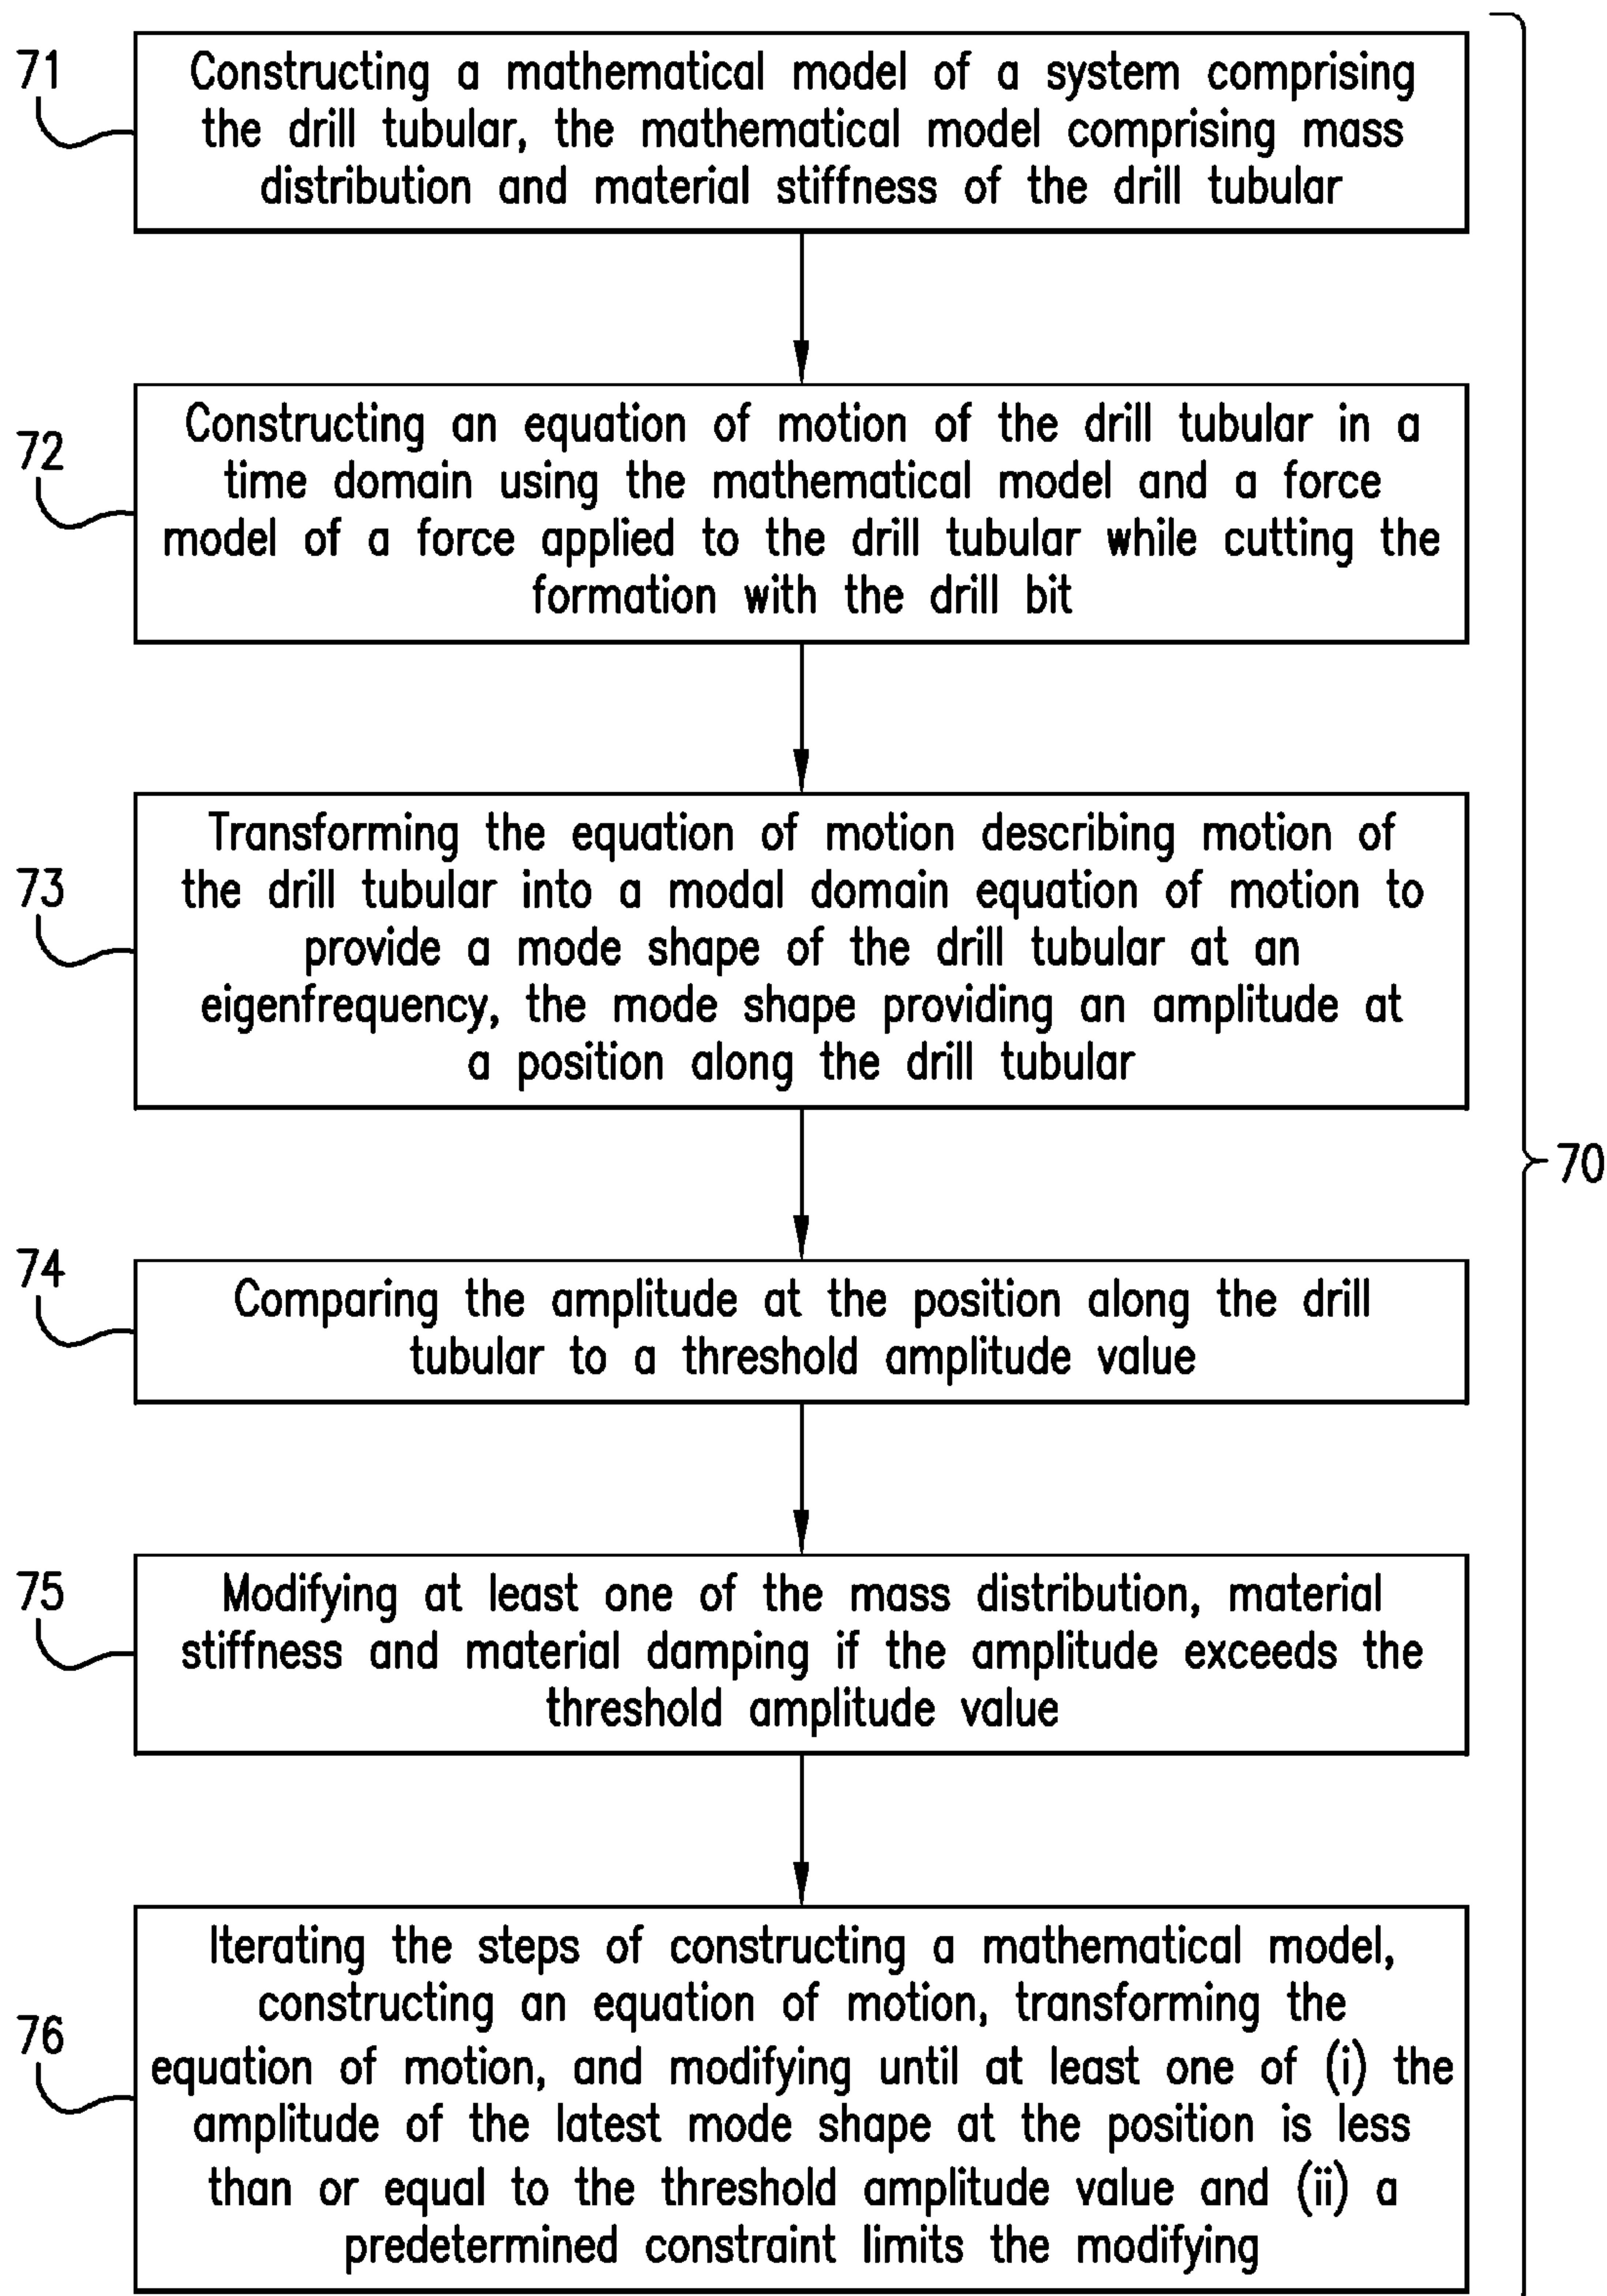 71
Constructing a mathematical model of a system comprising
the drill tubular, the mathematical model comprising mass
distribution and material stiffness of the drill tubular
72
Constructing an equation of motion of the drill tubular in a
time domain using the mathematical model and a force
model of a force applied to the drill tubular while cutting the
formation with the drill bit
73
Transforming the equation of motion describing motion of
the drill tubular into a modal domain equation of motion to
provide a mode shape of the drill tubular at an
eigenfrequency, the mode shape providing an amplitude at
a position along the drill tubular
70
74
Comparing the amplitude at the position along the drill
tubular to a threshold amplitude value
75
Modifying at least one of the mass distribution, material
stiffness and material damping if the amplitude exceeds the
threshold amplitude value
76
Iterating the steps of constructing a mathematical model,
constructing an equation of motion, transforming the
equation of motion, and modifying until at least one of (i) the
amplitude of the latest mode shape at the position is less
than or equal to the threshold amplitude value and (ii) a
predetermined constraint limits the modifying